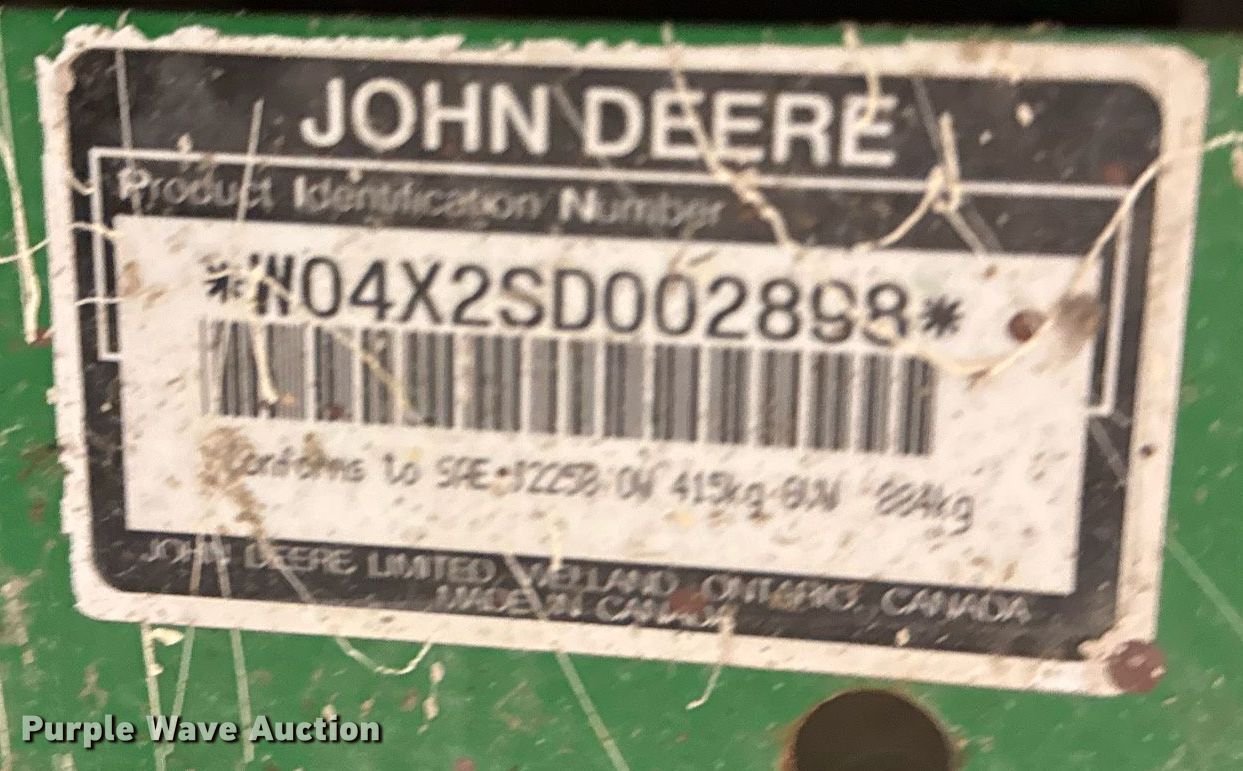 JOHN DEERE
Product Identification Number
*W04X2SD002898*
Conforms to SAE J2258 OW 415kg GVW 884kg
JOHN DEERE LIMITED, WELLAND, ONTARIO, CANADA
MADE IN CANADA
Purple Wave Auction